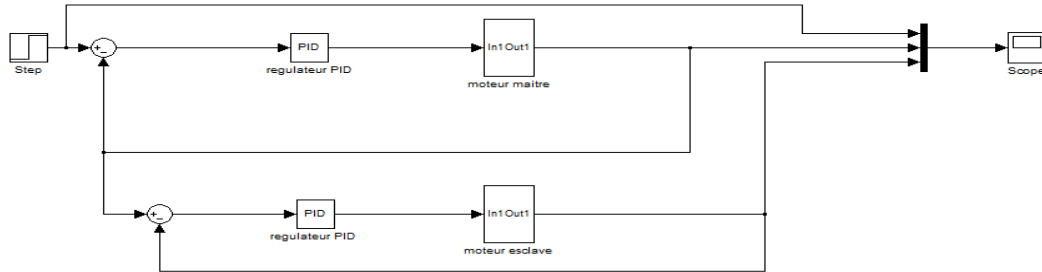 Step
+
-
PID
regulateur PID
In1 Out1
moteur maitre
Scope
+
-
PID
regulateur PID
In1 Out1
moteur esclave